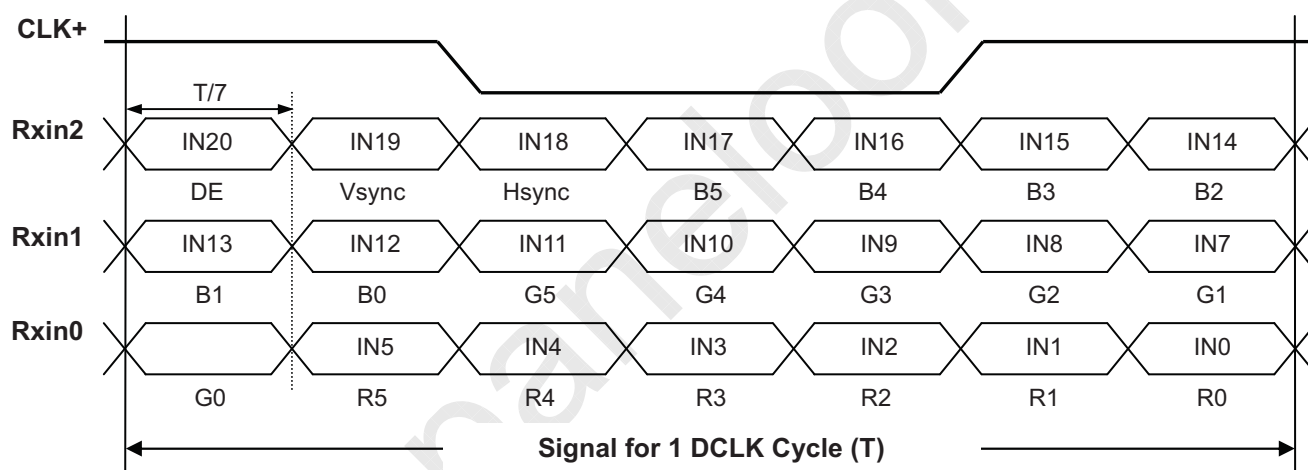 CLK+
T/7
Rxin2 IN20 IN19 IN18 IN17 IN16 IN15 IN14
DE Vsync Hsync B5 B4 B3 B2
Rxin1 IN13 IN12 IN11 IN10 IN9 IN8 IN7
B1 B0 G5 G4 G3 G2 G1
Rxin0 IN5 IN4 IN3 IN2 IN1 IN0
G0 R5 R4 R3 R2 R1 R0
Signal for 1 DCLK Cycle (T)